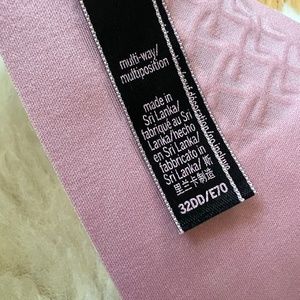 multi-way/
multiposition
made in
Sri Lanka/
fabriqué au Sri
Lanka/hecho
en Sri Lanka/
fabbricato in
Sri Lanka/ 斯
里兰卡制造
32DD/E70